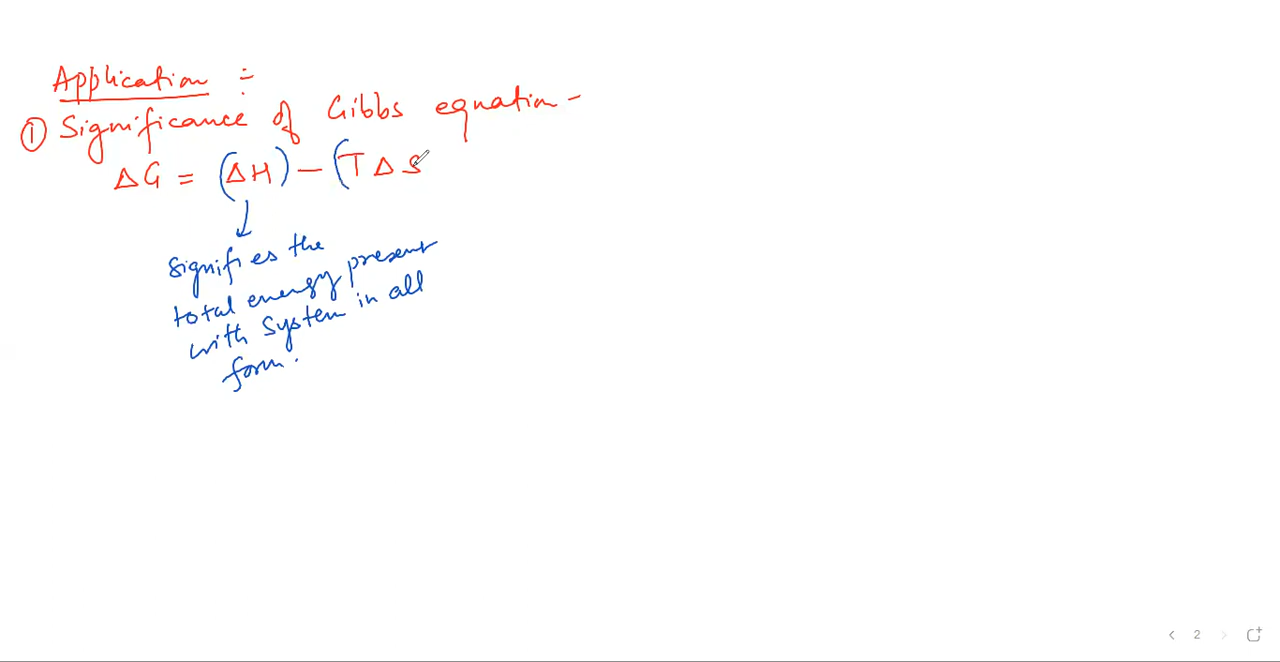 Application :-
① Significance of Gibbs equation -
ΔG = (ΔH) - (TΔS
Signifies the
total energy present
with System in all
form.
2